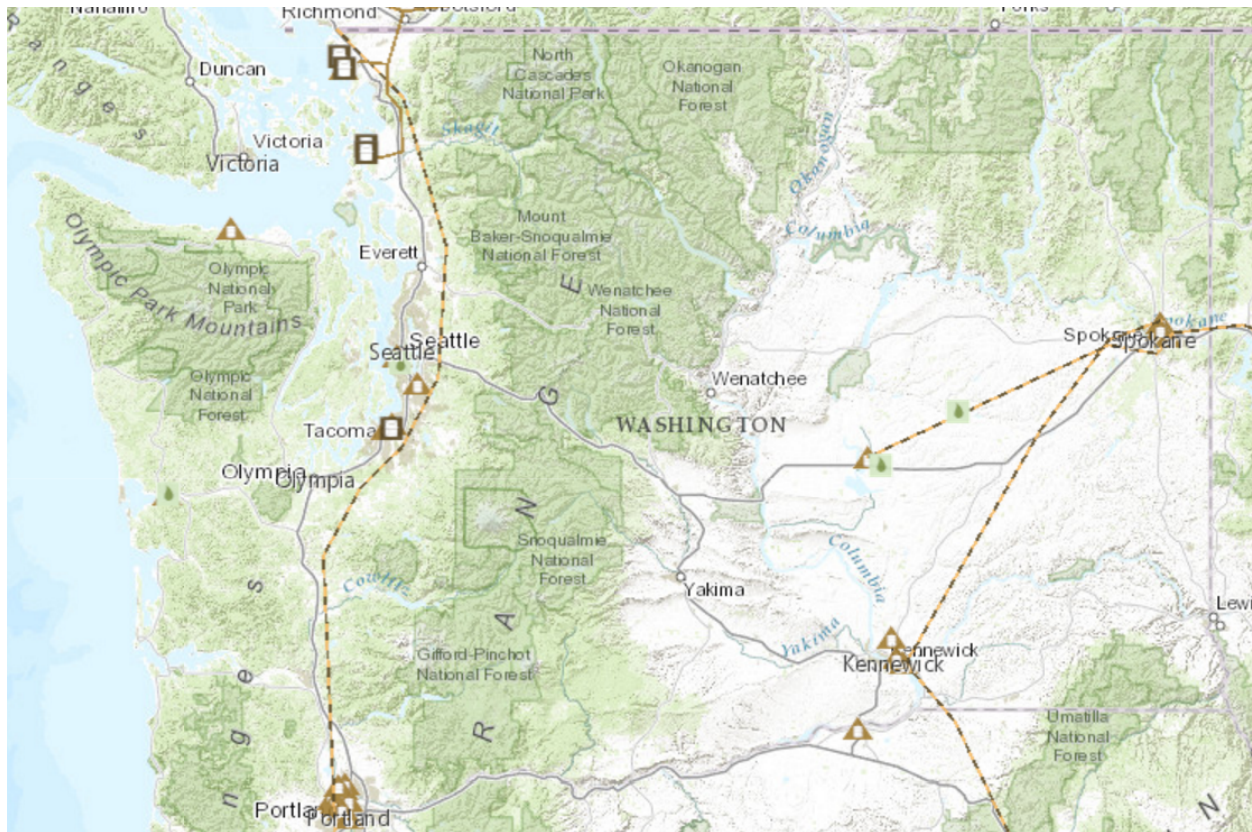 Richmond
Duncan
Victoria
Victoria
North
Cascades
National Park
Okanogan
National
Forest
Skagit
Okanogan
Columbia
Mount
Baker-Snoqualmie
National Forest
Everett
Olympic
National
Park
Olympic Park Mountains
Wenatchee
National
Forest
E
Seattle
Seattle
Spokane
Spokane
Spokane
Olympic
National
Forest
G
Wenatchee
WASHINGTON
Tacoma
Olympia
Olympia
N
Snoqualmie
National
Forest
Cowlitz
Columbia
Yakima
Yakima
A
Kennewick
Kennewick
Gifford-Pinchot
National Forest
R
Umatilla
National
Forest
Portland
N